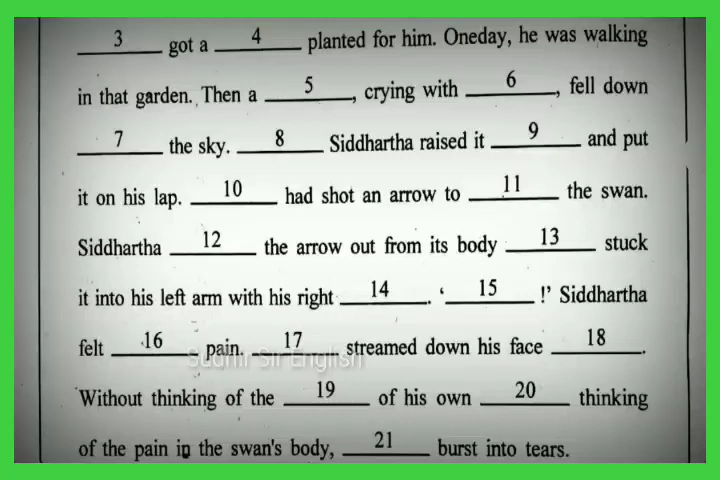 3 got a 4 planted for him. Oneday, he was walking
in that garden. Then a 5, crying with 6, fell down
7 the sky. 8 Siddhartha raised it 9 and put
it on his lap. 10 had shot an arrow to 11 the swan.
Siddhartha 12 the arrow out from its body 13 stuck
it into his left arm with his right 14. ‘15!’ Siddhartha
felt 16 pain. 17 streamed down his face 18.
Without thinking of the 19 of his own 20 thinking
of the pain in the swan's body, 21 burst into tears.
Sudhir Sir English